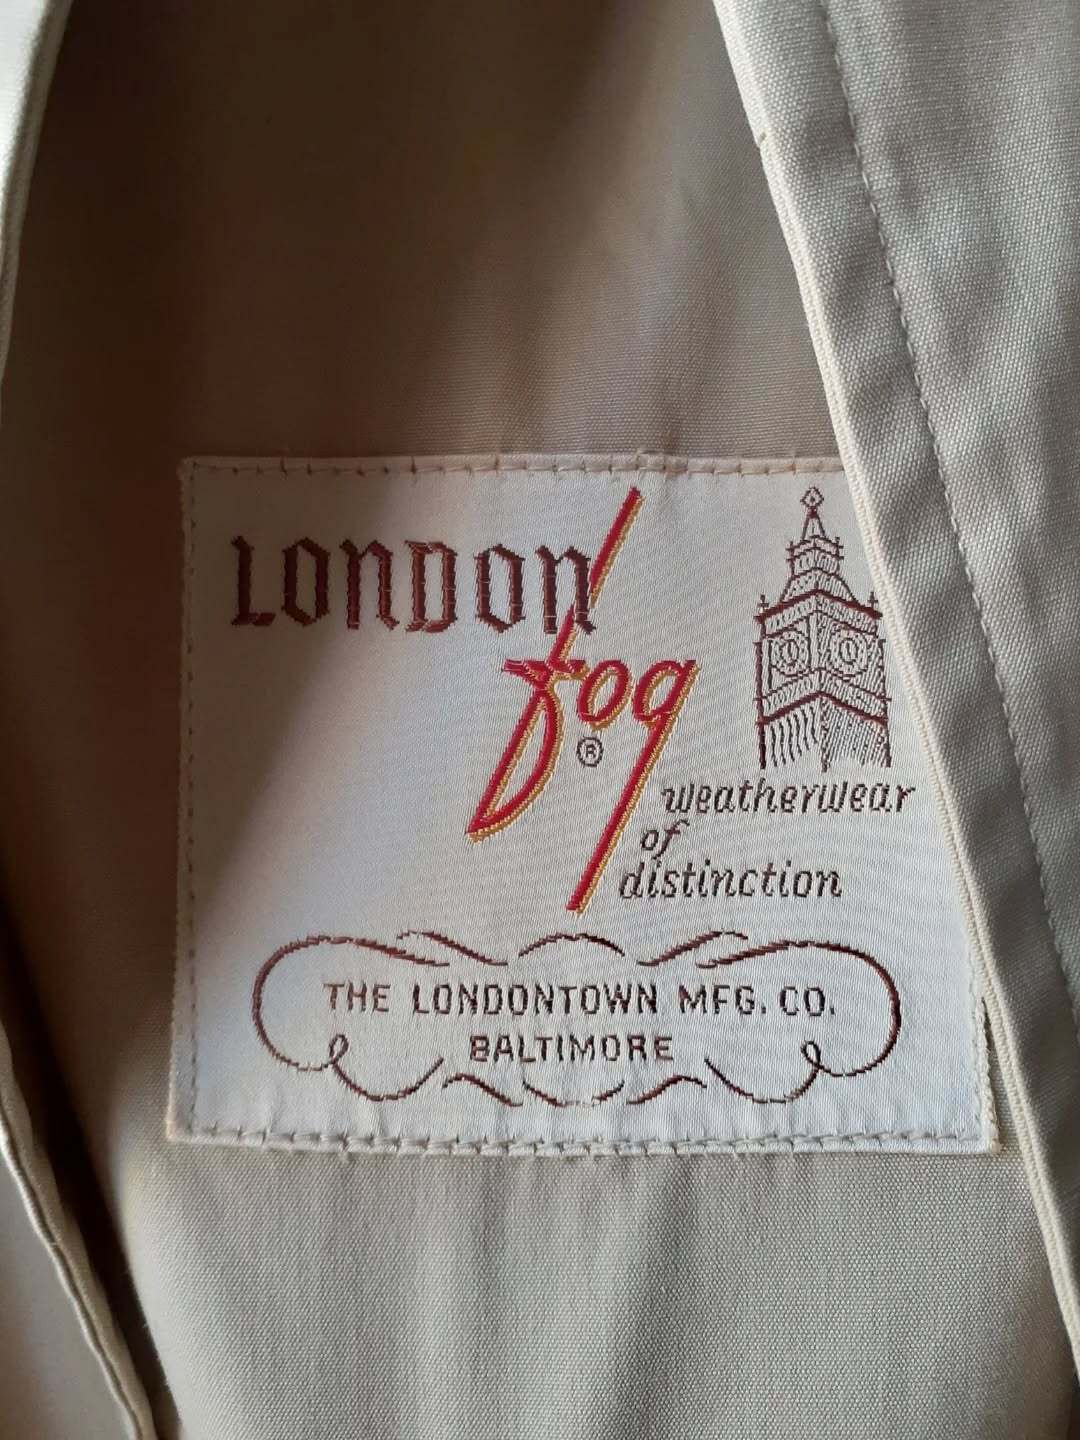 LONDON
fog
®
weatherwear
of
distinction
THE LONDONTOWN MFG. CO.
BALTIMORE